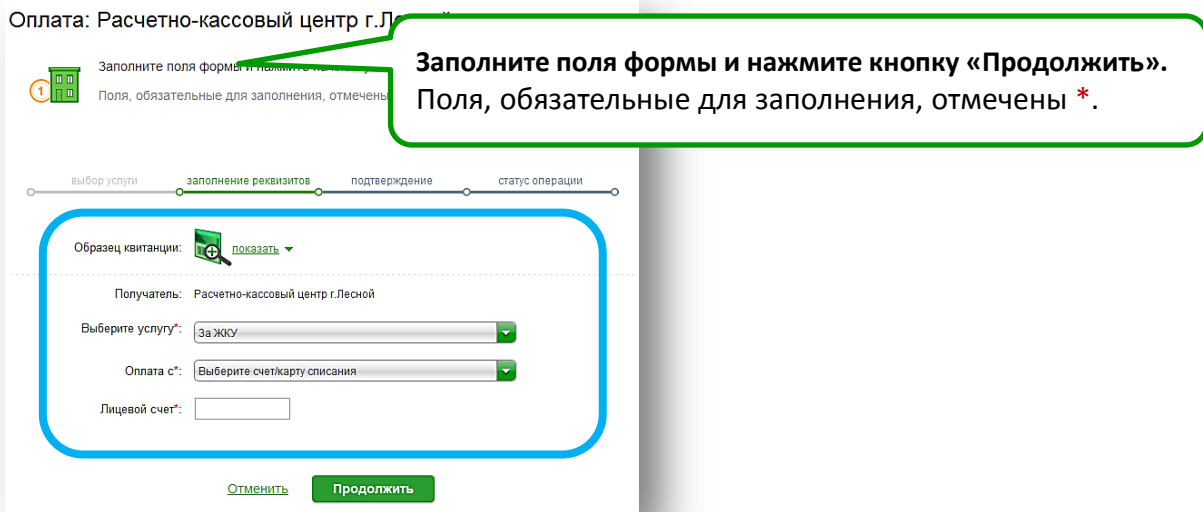 Оплата: Расчетно-кассовый центр г.Лесной
Заполните поля формы и
Поля, обязательные для заполнения, отмечены
Заполните поля формы и нажмите кнопку «Продолжить».
Поля, обязательные для заполнения, отмечены *.
1
выбор услуги заполнение реквизитов подтверждение статус операции
Образец квитанции: показать
Получатель: Расчетно-кассовый центр г.Лесной
Выберите услугу*: За ЖКУ
Оплата с*: Выберите счет/карту списания
Лицевой счет*:
Отменить Продолжить